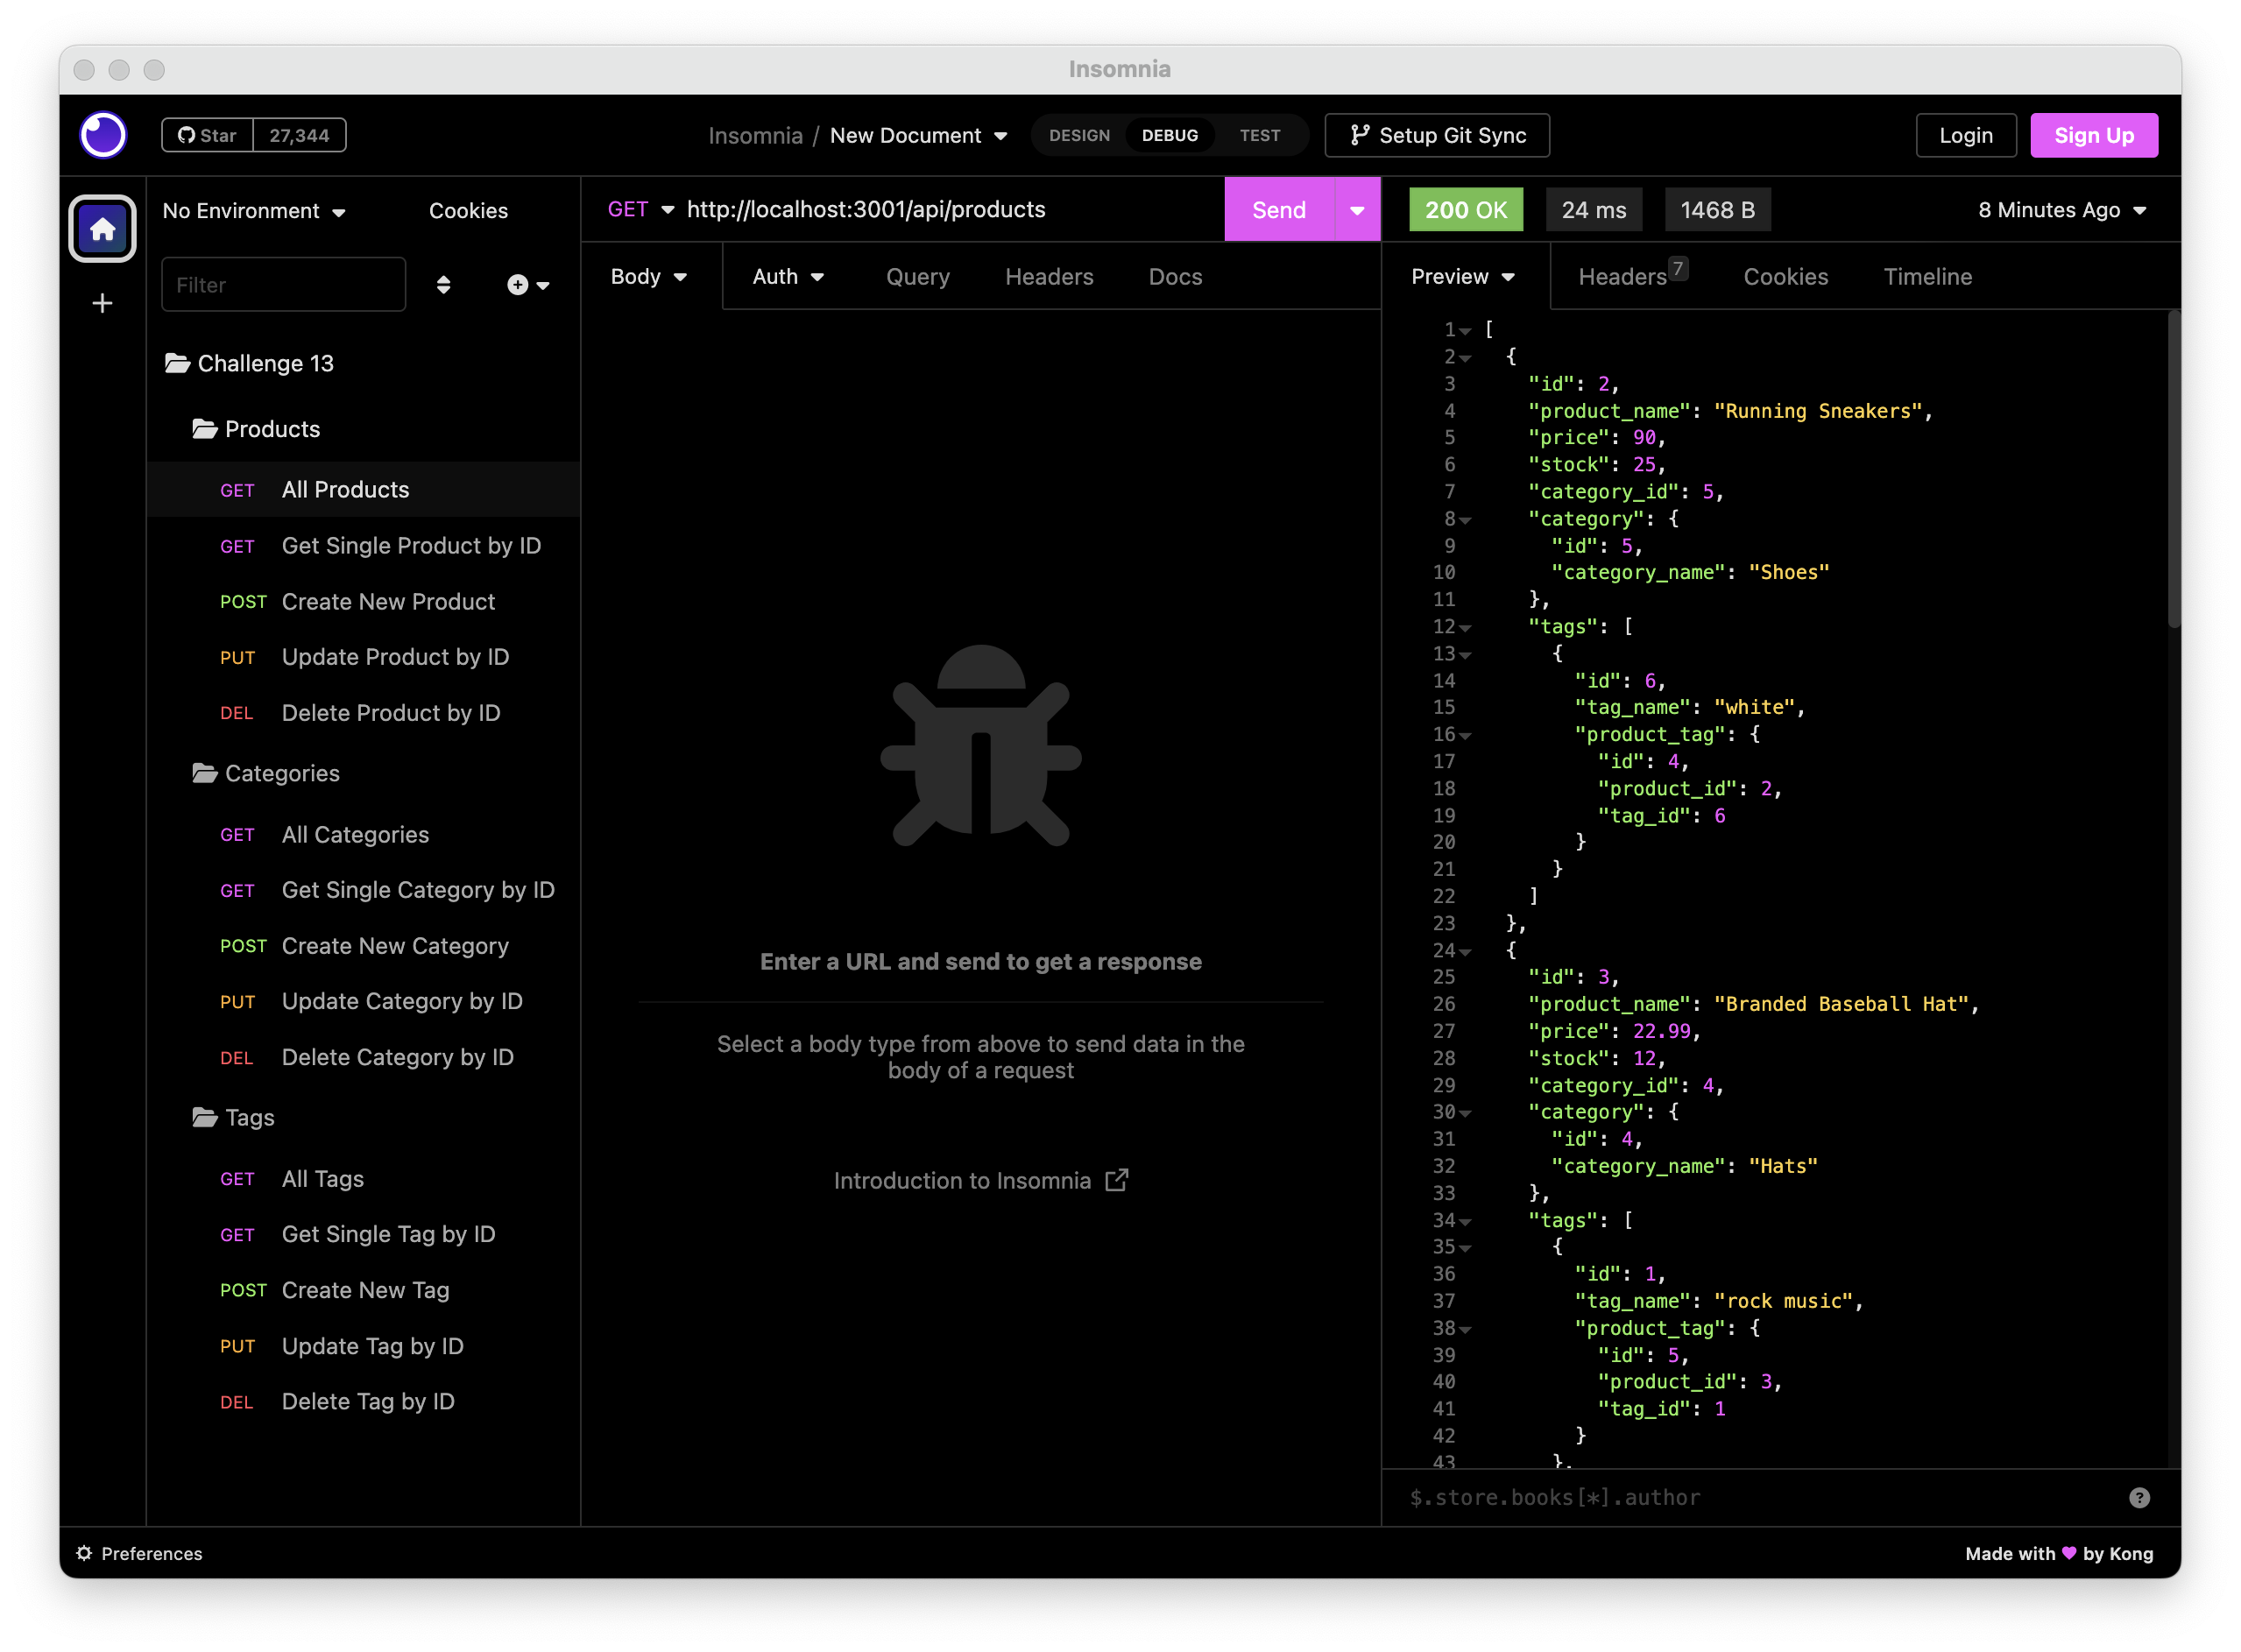 Insomnia
Star 27,344
Insomnia / New Document
DESIGN DEBUG TEST
Setup Git Sync
Login
Sign Up
No Environment
Cookies
Filter
Challenge 13
Products
GET All Products
GET Get Single Product by ID
POST Create New Product
PUT Update Product by ID
DEL Delete Product by ID
Categories
GET All Categories
GET Get Single Category by ID
POST Create New Category
PUT Update Category by ID
DEL Delete Category by ID
Tags
GET All Tags
GET Get Single Tag by ID
POST Create New Tag
PUT Update Tag by ID
DEL Delete Tag by ID
GET http://localhost:3001/api/products
Send
Body Auth Query Headers Docs
Enter a URL and send to get a response
Select a body type from above to send data in the
body of a request
Introduction to Insomnia
200 OK 24 ms 1468 B 8 Minutes Ago
Preview Headers 7 Cookies Timeline
1 [
2 {
3 "id": 2,
4 "product_name": "Running Sneakers",
5 "price": 90,
6 "stock": 25,
7 "category_id": 5,
8 "category": {
9 "id": 5,
10 "category_name": "Shoes"
11 },
12 "tags": [
13 {
14 "id": 6,
15 "tag_name": "white",
16 "product_tag": {
17 "id": 4,
18 "product_id": 2,
19 "tag_id": 6
20 }
21 }
22 ]
23 },
24 {
25 "id": 3,
26 "product_name": "Branded Baseball Hat",
27 "price": 22.99,
28 "stock": 12,
29 "category_id": 4,
30 "category": {
31 "id": 4,
32 "category_name": "Hats"
33 },
34 "tags": [
35 {
36 "id": 1,
37 "tag_name": "rock music",
38 "product_tag": {
39 "id": 5,
40 "product_id": 3,
41 "tag_id": 1
42 }
43 },
$.store.books[*].author
Preferences
Made with ♥ by Kong